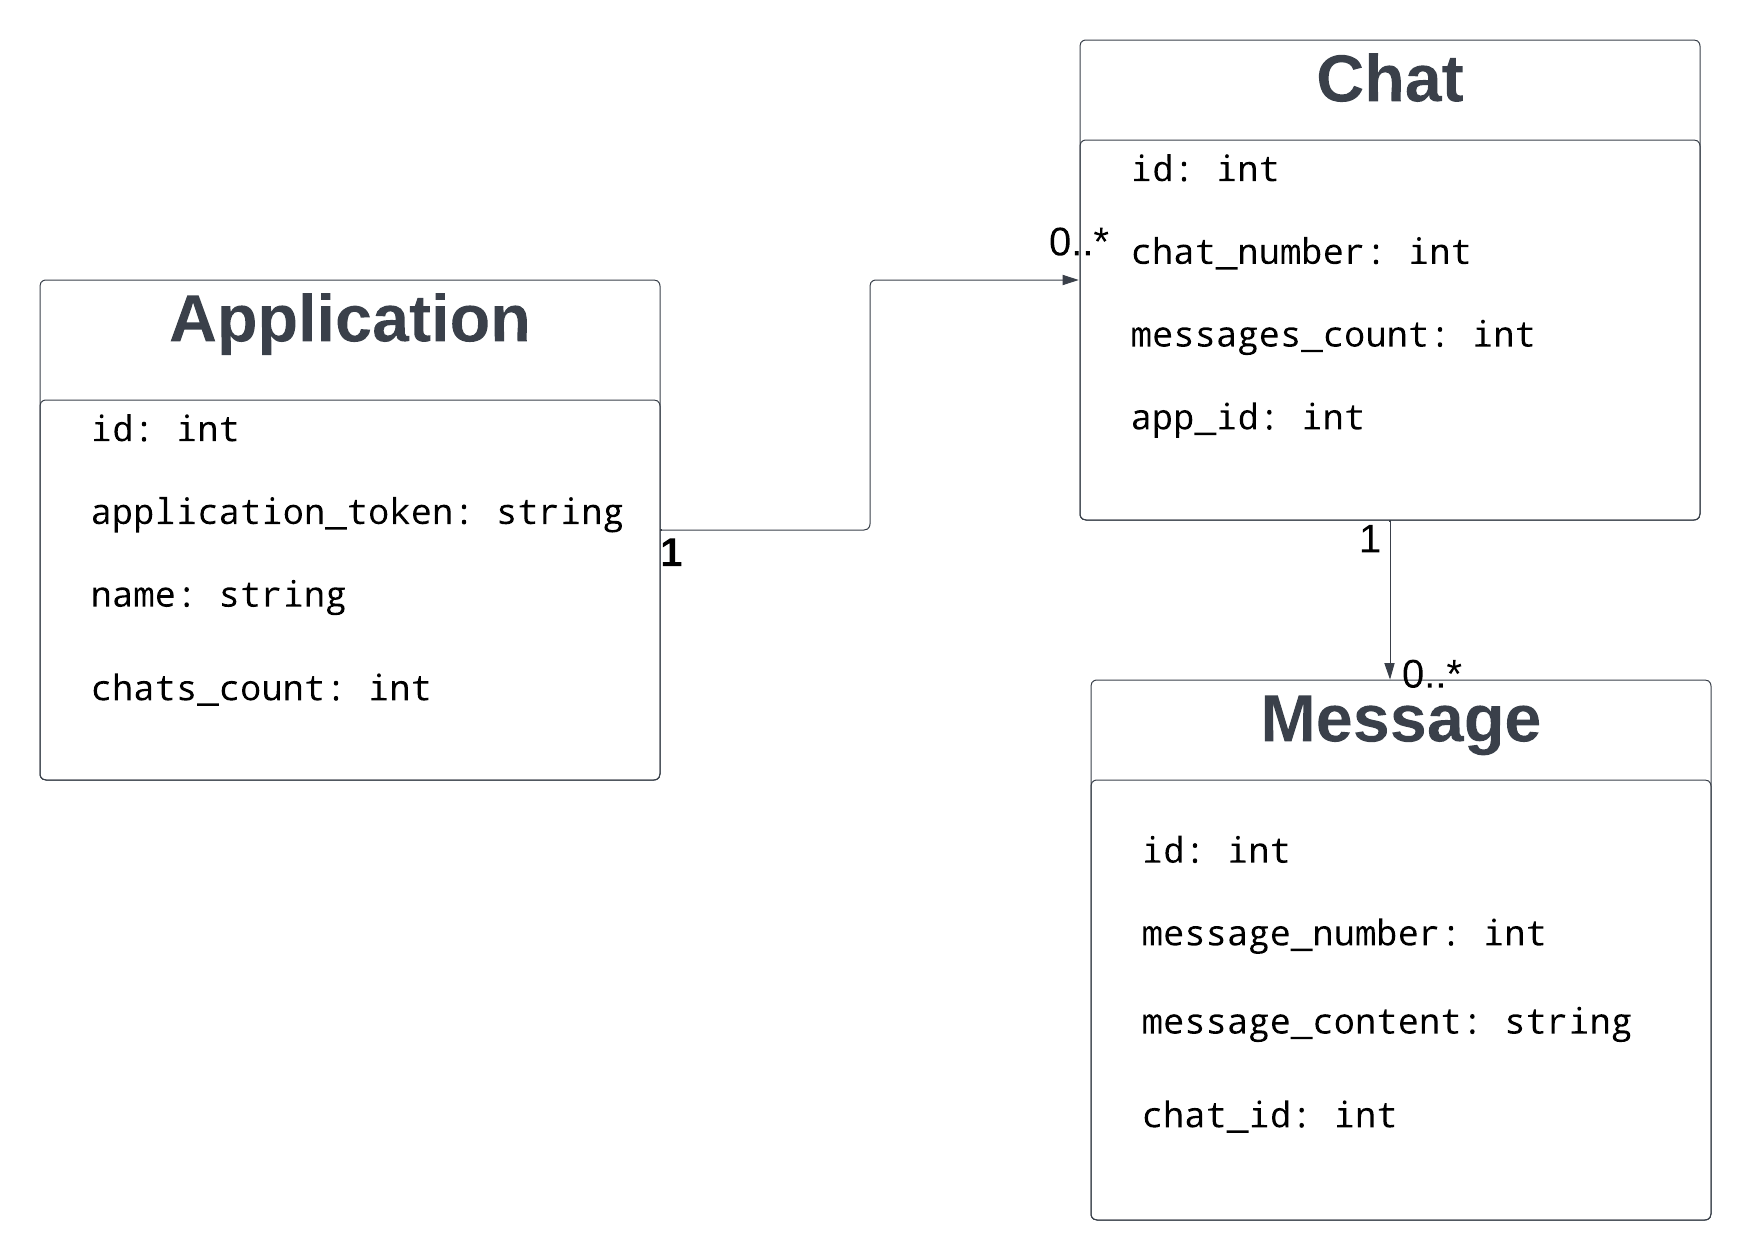 Application
id: int
application_token: string
name: string
chats_count: int
1
0..*
Chat
id: int
chat_number: int
messages_count: int
app_id: int
1
0..*
Message
id: int
message_number: int
message_content: string
chat_id: int